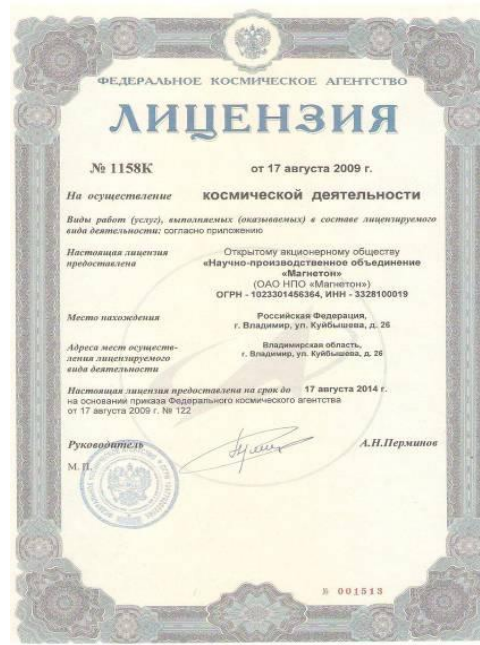 ФЕДЕРАЛЬНОЕ КОСМИЧЕСКОЕ АГЕНТСТВО
ЛИЦЕНЗИЯ
№ 1158К от 17 августа 2009 г.
На осуществление космической деятельности
Виды работ (услуг), выполняемых (оказываемых) в составе лицензируемого
вида деятельности: согласно приложению
Настоящая лицензия предоставлена
Открытому акционерному обществу
«Научно-производственное объединение
«Магнетон»
(ОАО НПО «Магнетон»)
ОГРН - 1023301456364, ИНН - 3328100019
Место нахождения
Российская Федерация,
г. Владимир, ул. Куйбышева, д. 26
Адреса мест осуществ-
ления лицензируемого
вида деятельности
Владимирская область,
г. Владимир, ул. Куйбышева, д. 26
Настоящая лицензия предоставлена на срок до 17 августа 2014 г.
на основании приказа Федерального космического агентства
от 17 августа 2009 г. № 122
Руководитель А.Н.Перминов
М. П.
В 001513